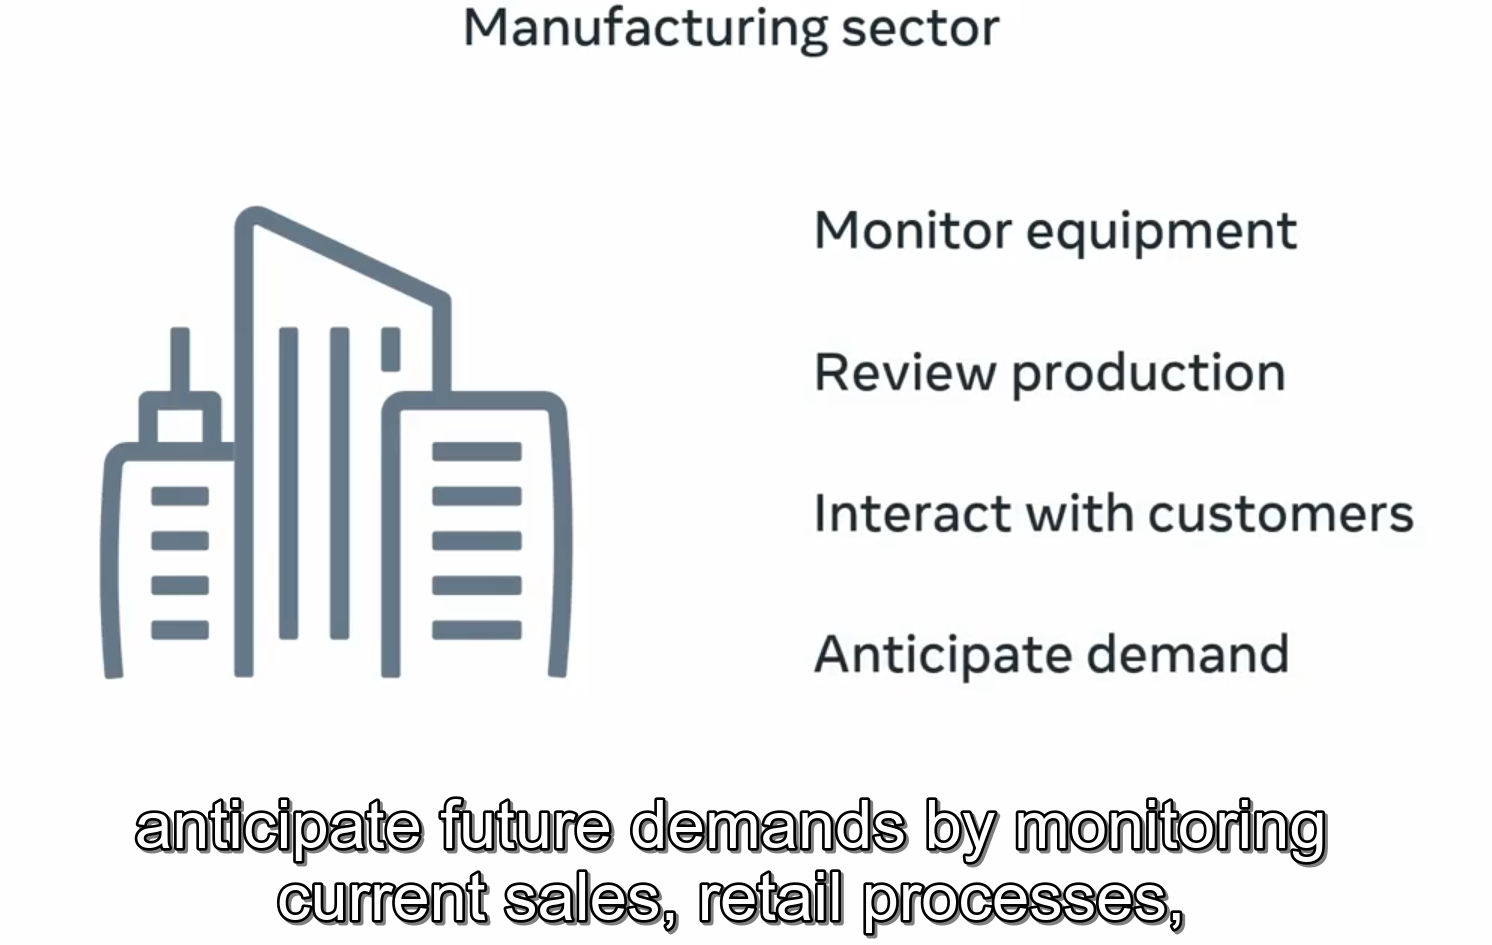 Manufacturing sector
Monitor equipment
Review production
Interact with customers
Anticipate demand
anticipate future demands by monitoring
current sales, retail processes,